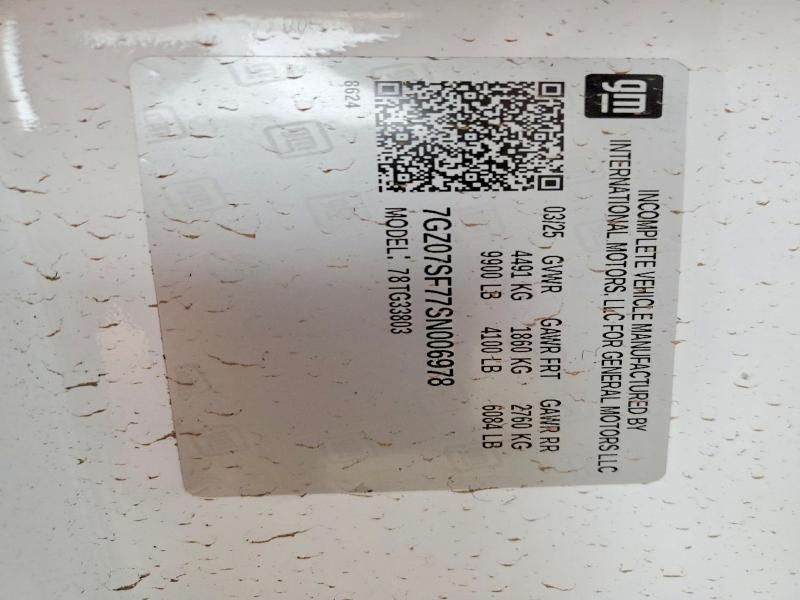 gm
INCOMPLETE VEHICLE MANUFACTURED BY
INTERNATIONAL MOTORS, LLC FOR GENERAL MOTORS LLC
03/25 GVWR GAWR FRT GAWR RR
4491 KG 1860 KG 2760 KG
9900 LB 4100 LB 6084 LB
7GZ07SF77SN006978
MODEL: 78TG33803
8624